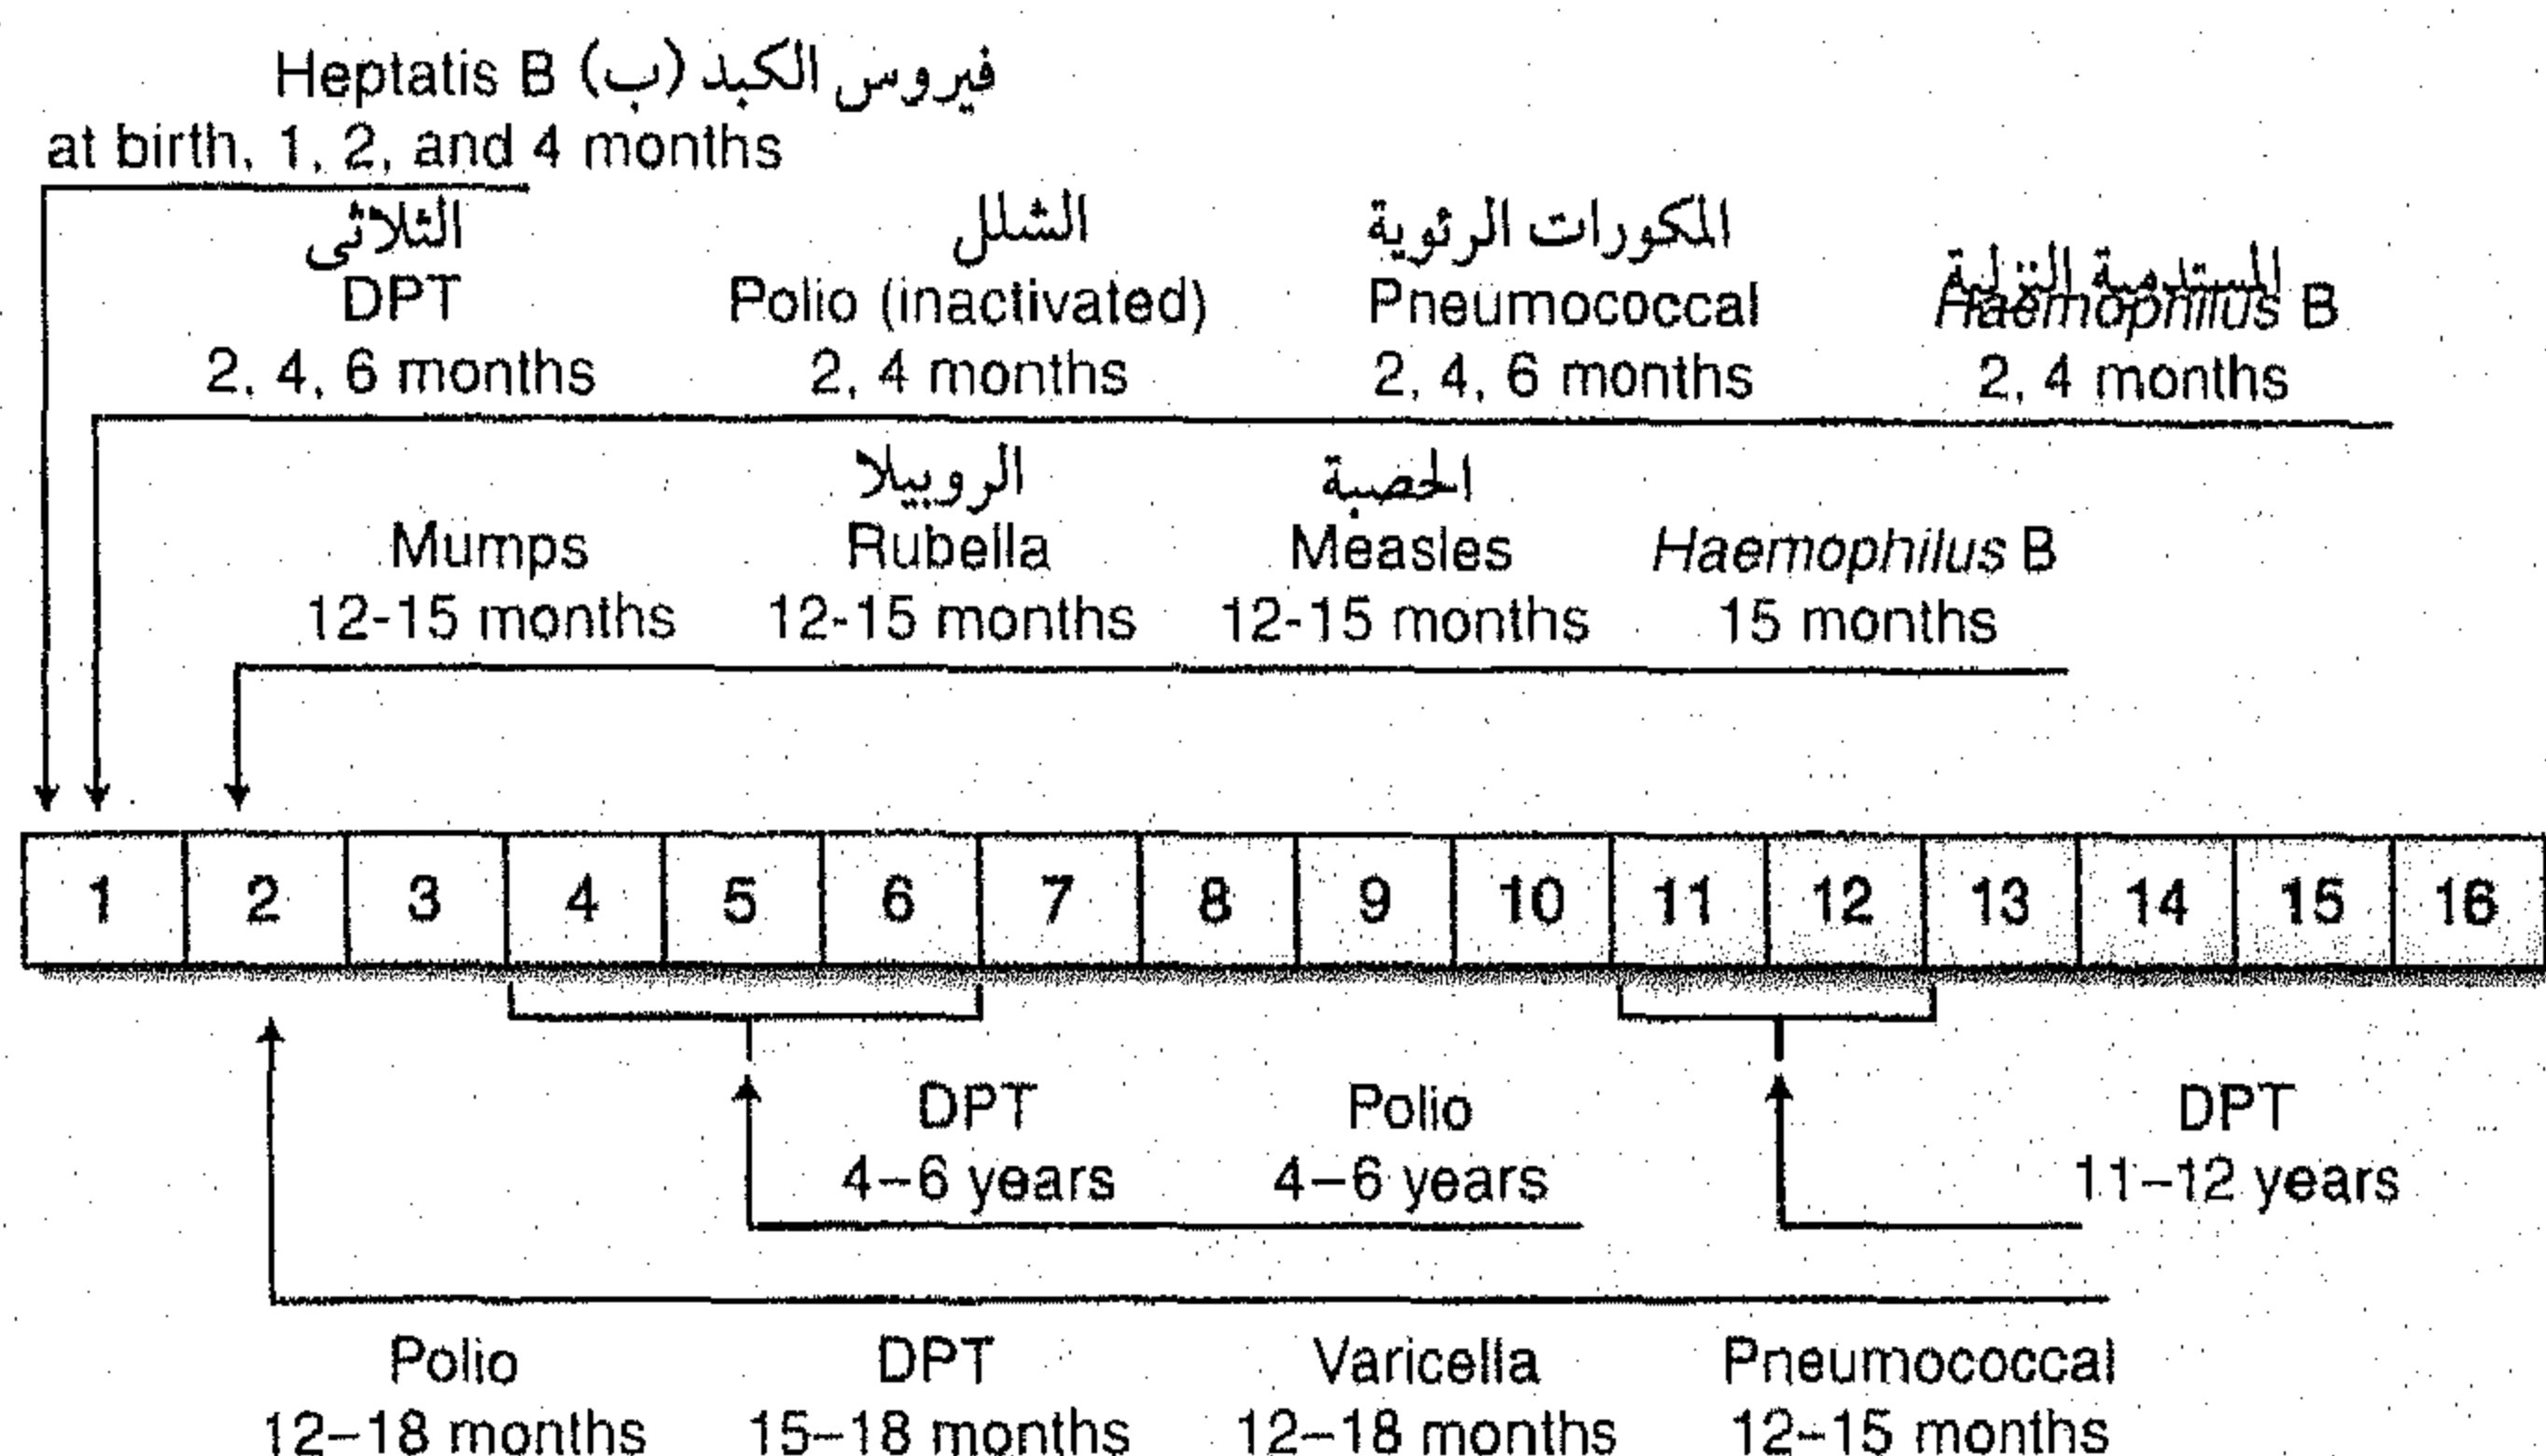 Heptatis B فيروس الكبد (ب)
at birth, 1, 2, and 4 months
الثلاثى الشلل المكورات الرئوية المستدمية النزلية
DPT Polio (inactivated) Pneumococcal Haemophilus B
2, 4, 6 months 2, 4 months 2, 4, 6 months 2, 4 months
الروبيلا الحضبة
Mumps Rubella Measles Haemophilus B
12-15 months 12-15 months 12-15 months 15 months
1 2 3 4 5 6 7 8 9 10 11 12 13 14 15 16
DPT Polio DPT
4–6 years 4–6 years 11–12 years
Polio DPT Varicella Pneumococcal
12–18 months 15–18 months 12–18 months 12–15 months